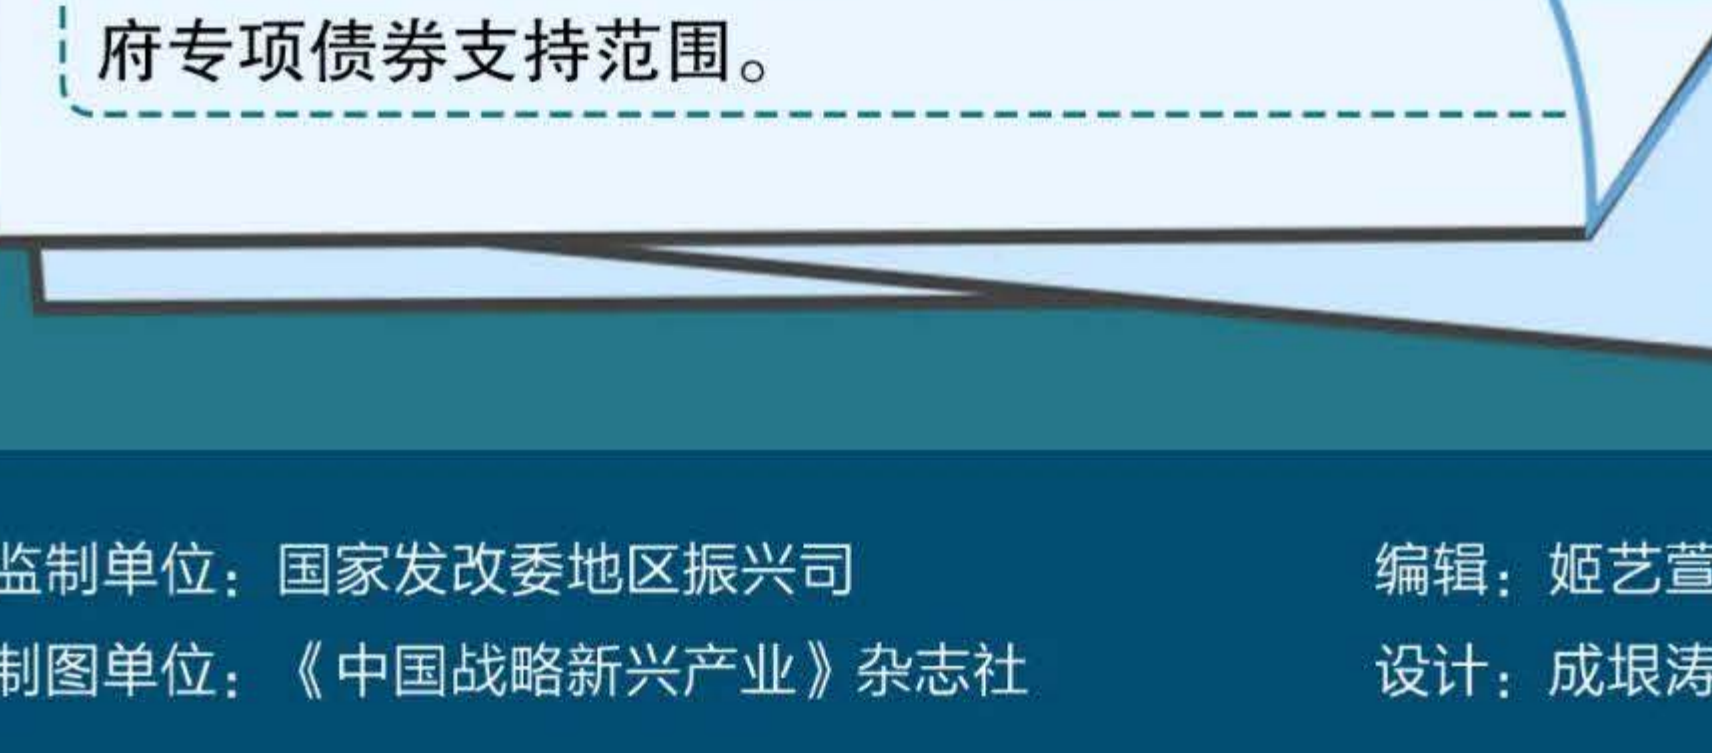 府专项债券支持范围。
监制单位：国家发改委地区振兴司
编辑：姬艺萱
制图单位：《中国战略新兴产业》杂志社
设计：成垠涛